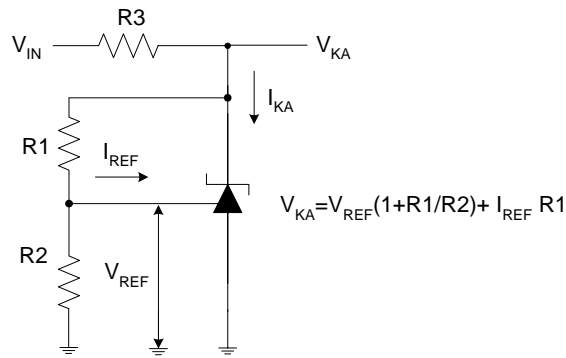 R3
V_IN
V_KA
I_KA
R1
I_REF
V_KA=V_REF(1+R1/R2)+ I_REF R1
R2
V_REF